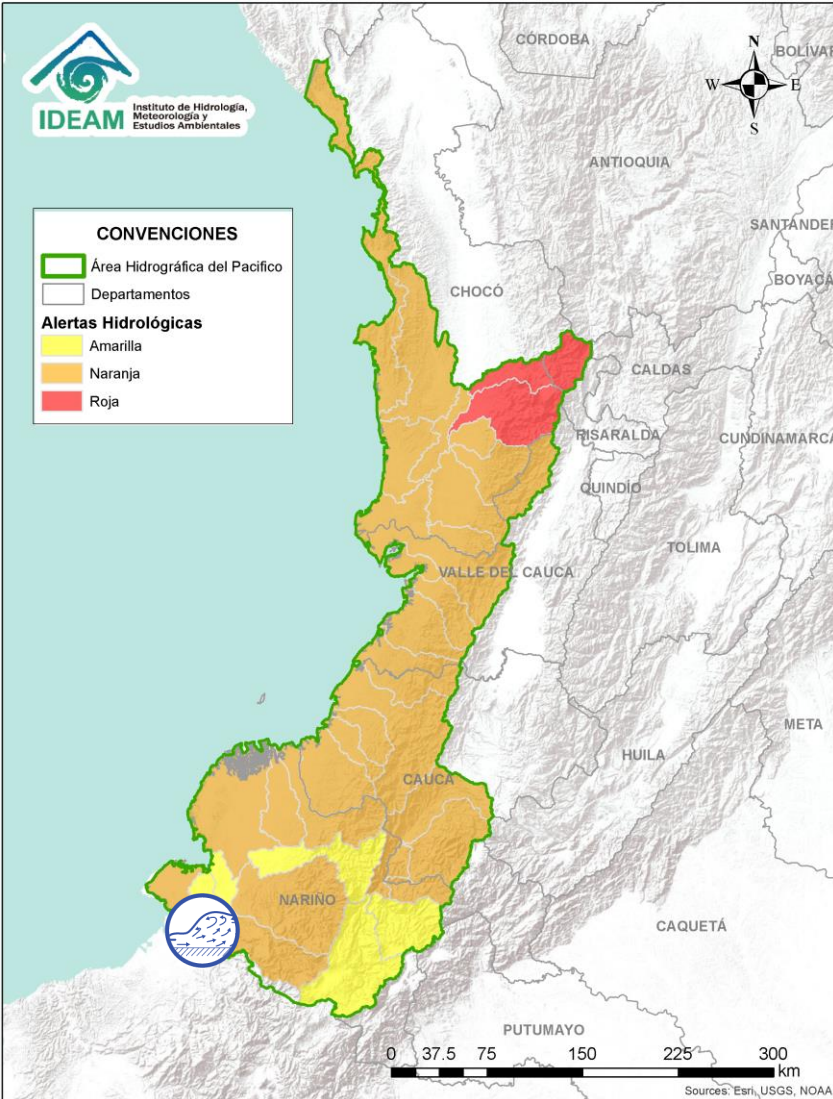 IDEAM
Instituto de Hidrología,
Meteorología y
Estudios Ambientales
N
W
E
S
CÓRDOBA
BOLÍVAR
ANTIOQUIA
SANTANDER
BOYACÁ
CHOCÓ
CALDAS
RISARALDA
CUNDINAMARCA
QUINDÍO
TOLIMA
VALLE DEL CAUCA
META
HUILA
CAUCA
NARIÑO
CAQUETÁ
PUTUMAYO
CONVENCIONES
Área Hidrográfica del Pacifico
Departamentos
Alertas Hidrológicas
Amarilla
Naranja
Roja
0 37.5 75 150 225 300
km
Sources: Esri, USGS, NOAA